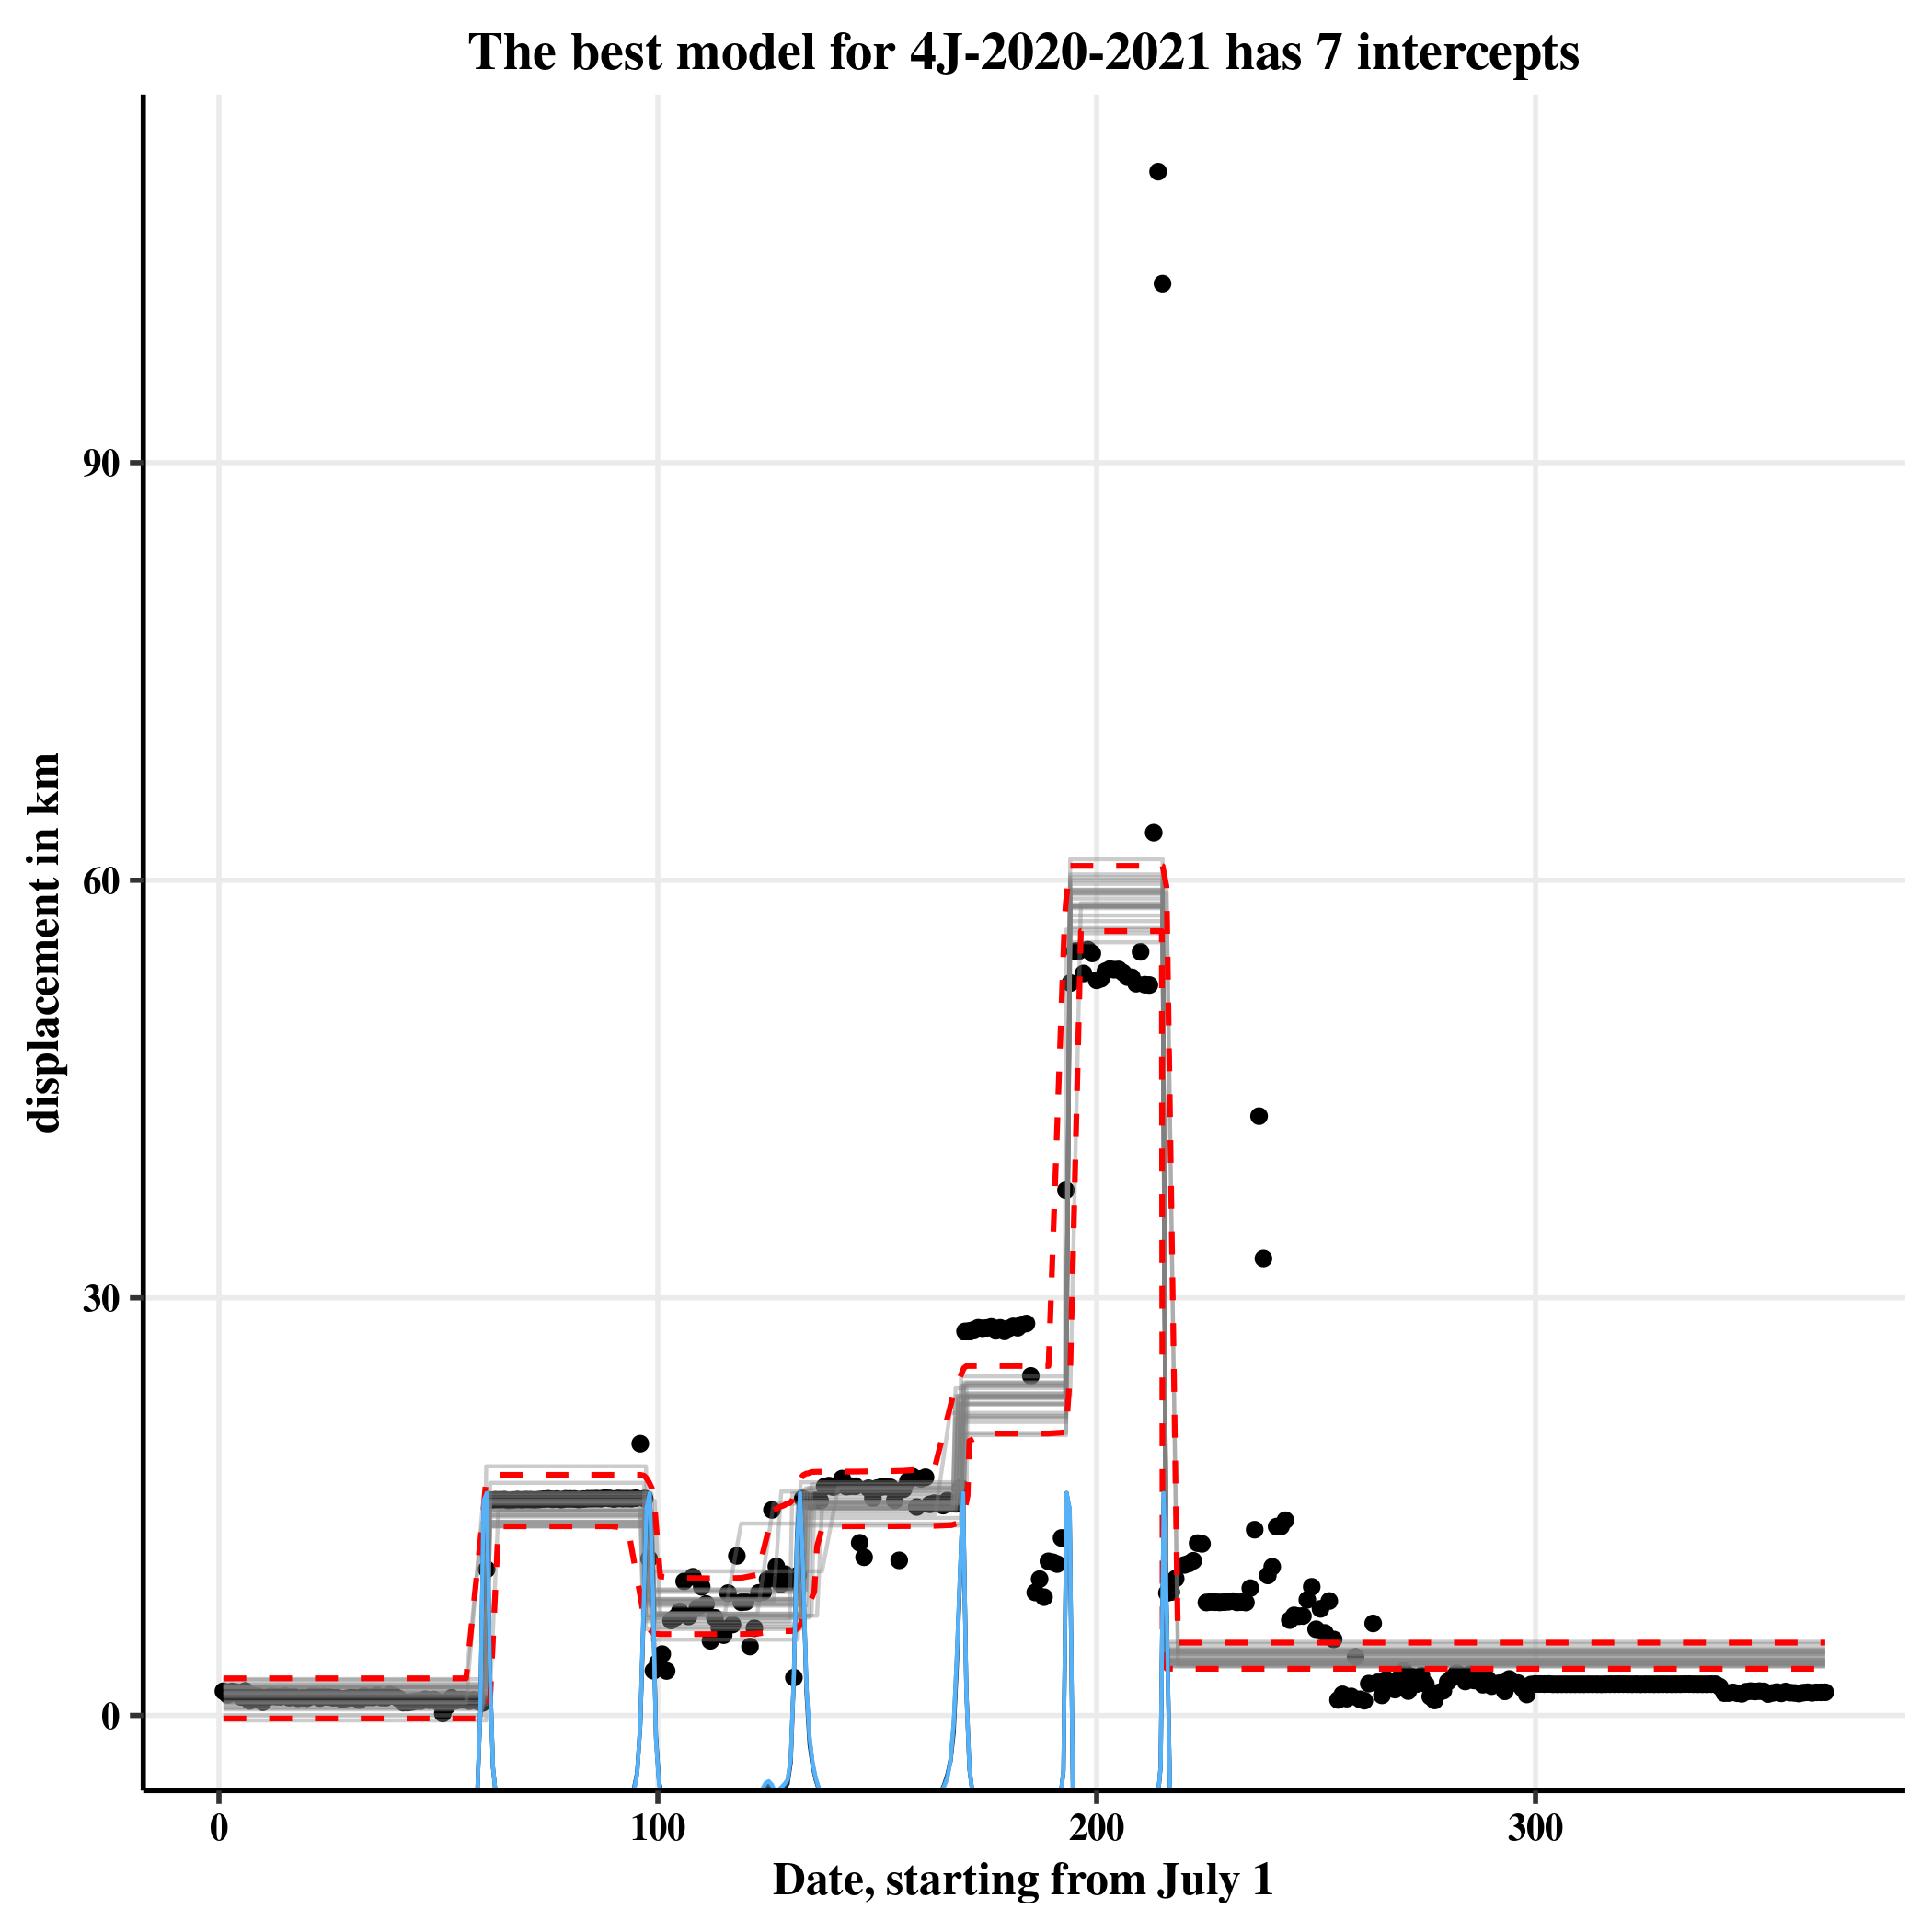 The best model for 4J-2020-2021 has 7 intercepts
displacement in km
90
60
30
0
0 100 200 300
Date, starting from July 1